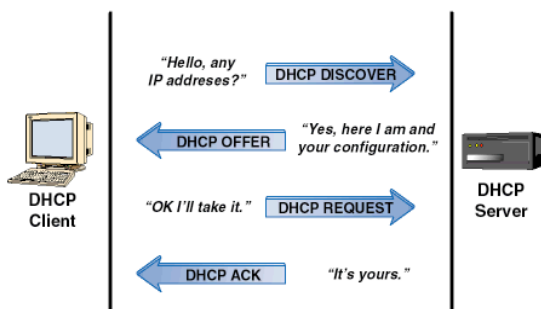 “Hello, any
IP addreses?”
DHCP DISCOVER
DHCP OFFER
“Yes, here I am and
your configuration.”
DHCP
Client
DHCP
Server
“OK I’ll take it.”
DHCP REQUEST
DHCP ACK
“It’s yours.”